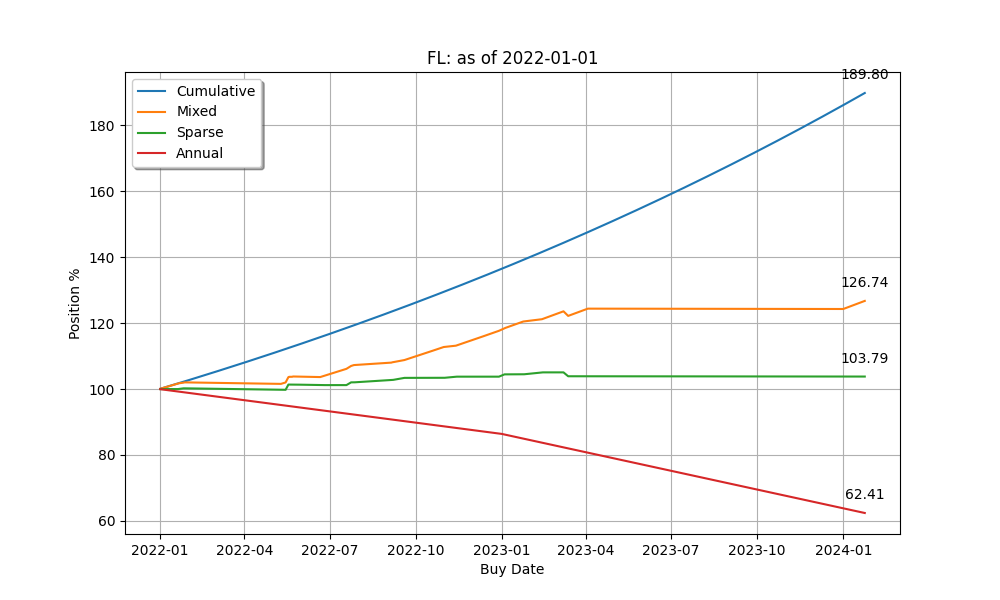 FL: as of 2022-01-01
189.80
Cumulative
Mixed
Sparse
Annual
180
160
140
126.74
120
103.79
100
80
62.41
60
Position %
2022-01 2022-04 2022-07 2022-10 2023-01 2023-04 2023-07 2023-10 2024-01
Buy Date